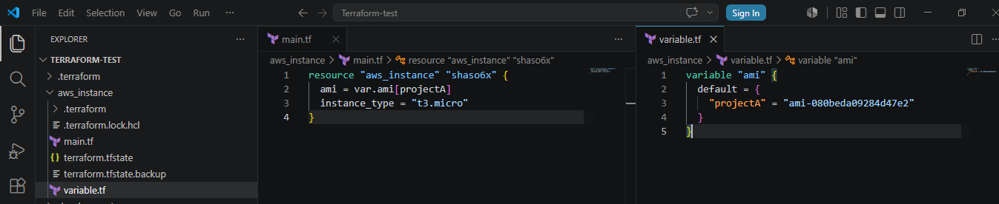 File Edit Selection View Go Run ··· Terraform-test Sign In
EXPLORER ···
TERRAFORM-TEST
.terraform
aws_instance
.terraform
.terraform.lock.hcl
main.tf
terraform.tfstate
terraform.tfstate.backup
variable.tf
main.tf ···
aws_instance > main.tf > resource "aws_instance" "shaso6x"
1 resource "aws_instance" "shaso6x" {
2 ami = var.ami[projectA]
3 instance_type = "t3.micro"
4 }
variable.tf ···
aws_instance > variable.tf > variable "ami"
1 variable "ami" {
2 default = {
3 "projectA" = "ami-080beda09284d47e2"
4 }
5 }